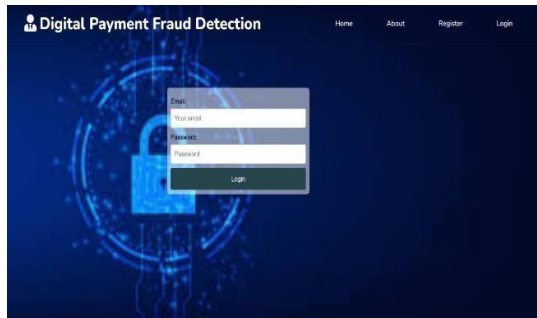 Digital Payment Fraud Detection
Home About Register Login
Email:
Your email
Password:
Password
Login